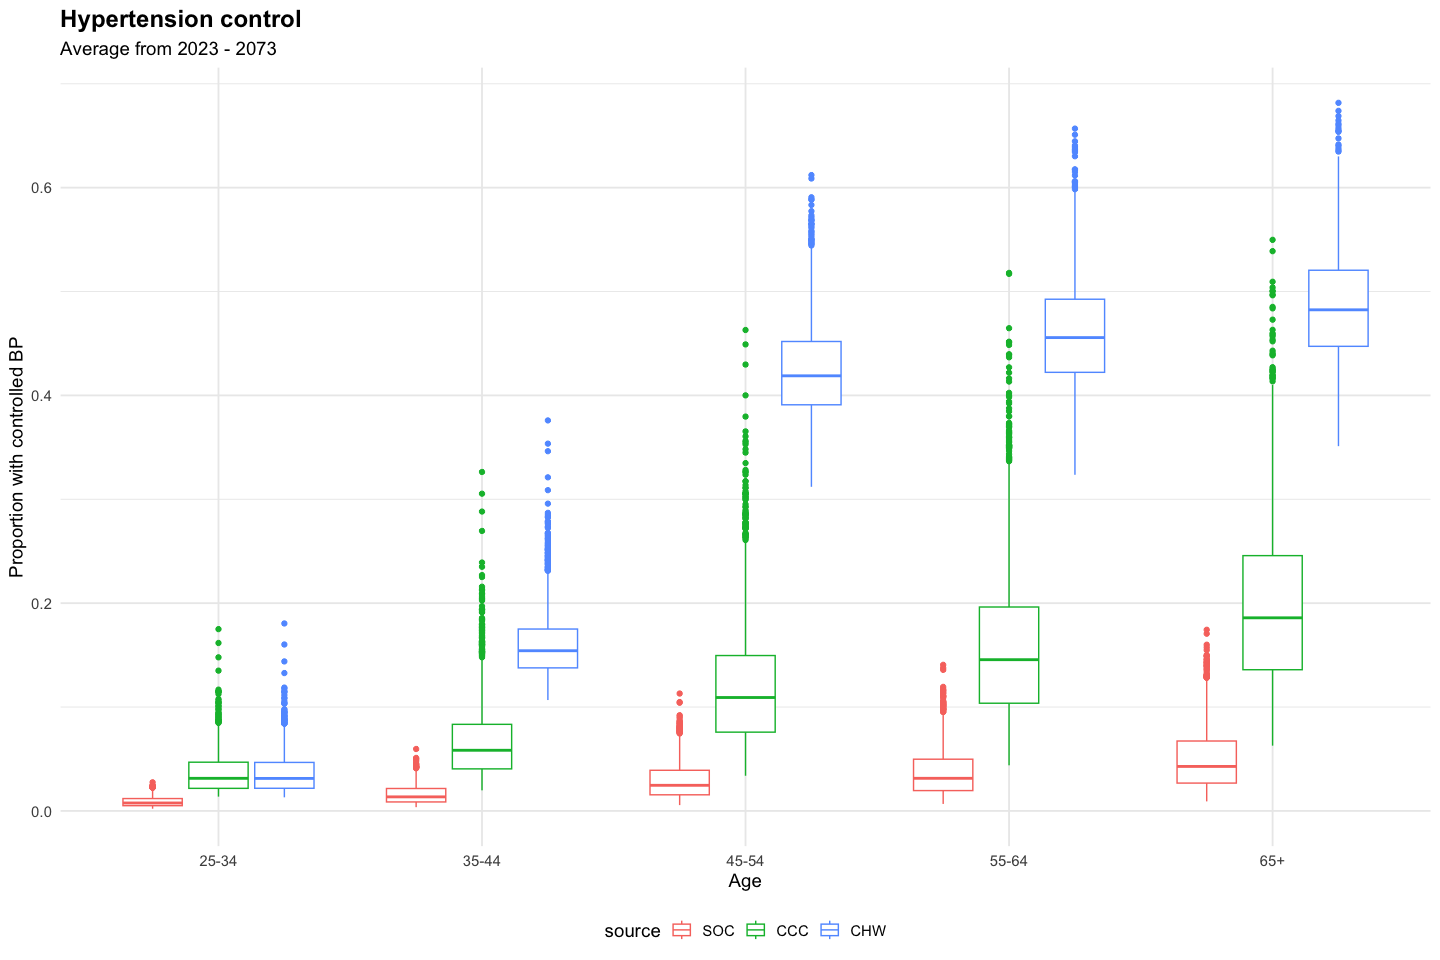 Hypertension control
Average from 2023 - 2073
Proportion with controlled BP
0.6
0.4
0.2
0.0
25-34 35-44 45-54 55-64 65+
Age
source SOC CCC CHW